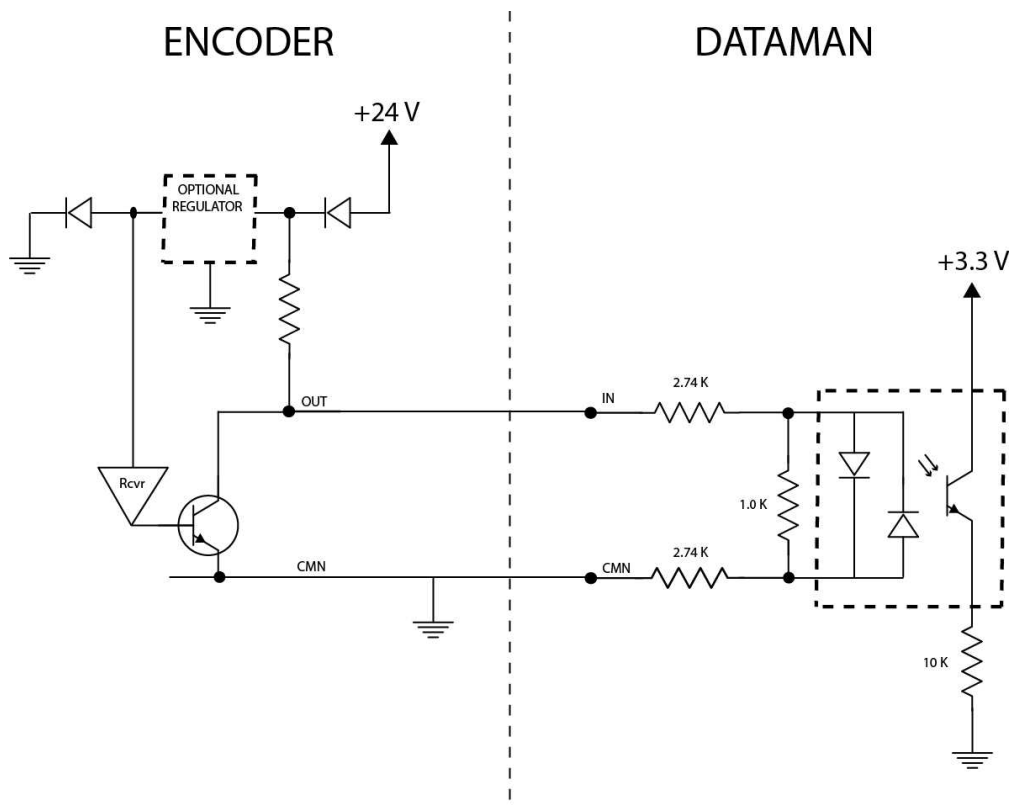 ENCODER
DATAMAN
+24 V
OPTIONAL
REGULATOR
+3.3 V
2.74 K
OUT
IN
Rcvr
1.0 K
2.74 K
CMN
CMN
10 K